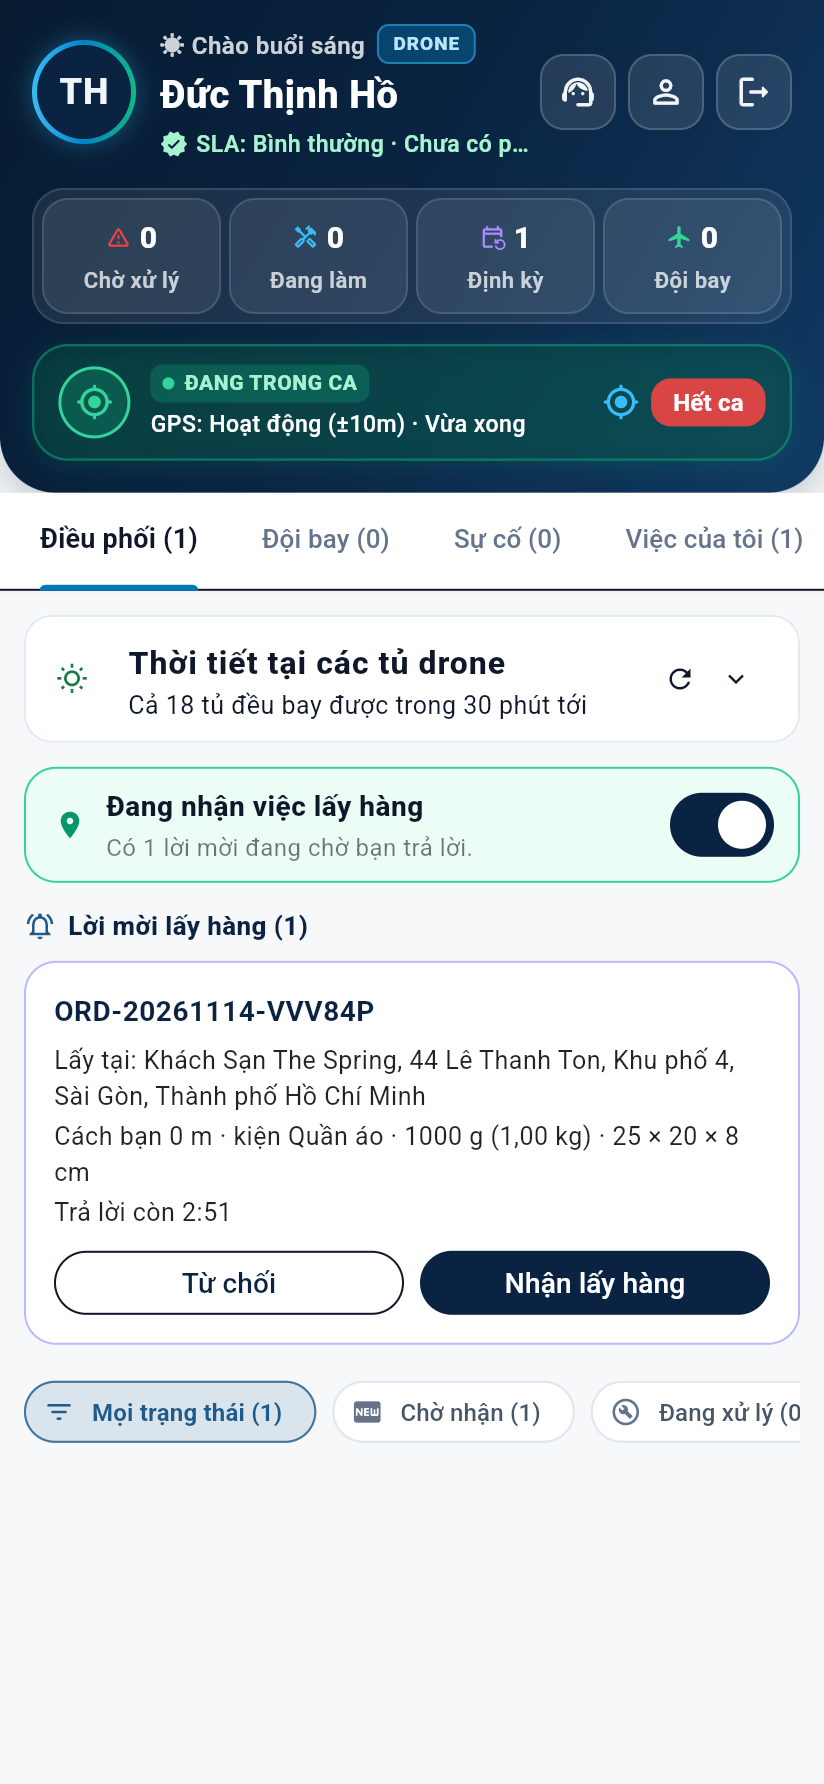 TH
Chào buổi sáng
DRONE
Đức Thịnh Hồ
SLA: Bình thường · Chưa có p...
0
Chờ xử lý
0
Đang làm
1
Định kỳ
0
Đội bay
ĐANG TRONG CA
GPS: Hoạt động (±10m) · Vừa xong
Hết ca
Điều phối (1)
Đội bay (0)
Sự cố (0)
Việc của tôi (1)
Thời tiết tại các tủ drone
Cả 18 tủ đều bay được trong 30 phút tới
Đang nhận việc lấy hàng
Có 1 lời mời đang chờ bạn trả lời.
Lời mời lấy hàng (1)
ORD-20261114-VVV84P
Lấy tại: Khách Sạn The Spring, 44 Lê Thanh Ton, Khu phố 4,
Sài Gòn, Thành phố Hồ Chí Minh
Cách bạn 0 m · kiện Quần áo · 1000 g (1,00 kg) · 25 × 20 × 8
cm
Trả lời còn 2:51
Từ chối
Nhận lấy hàng
Mọi trạng thái (1)
NEW
Chờ nhận (1)
Đang xử lý (0